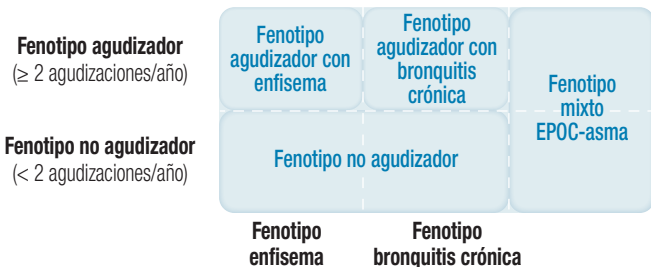 Fenotipo agudizador
(≥ 2 agudizaciones/año)
Fenotipo
agudizador con
enfisema
Fenotipo
agudizador con
bronquitis
crónica
Fenotipo
mixto
EPOC-asma
Fenotipo no agudizador
(< 2 agudizaciones/año)
Fenotipo no agudizador
Fenotipo
enfisema
Fenotipo
bronquitis crónica